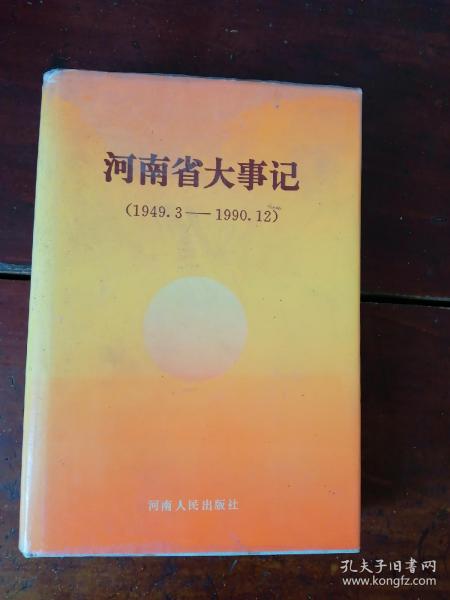 河南省大事记
(1949.3——1990.12)
河南人民出版社
孔夫子旧书网
www.kongfz.com